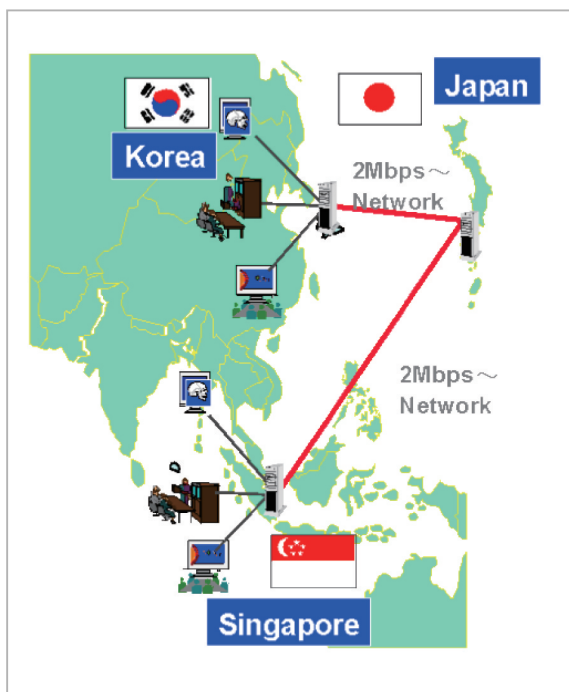 Korea
Japan
2Mbps～
Network
2Mbps～
Network
Singapore